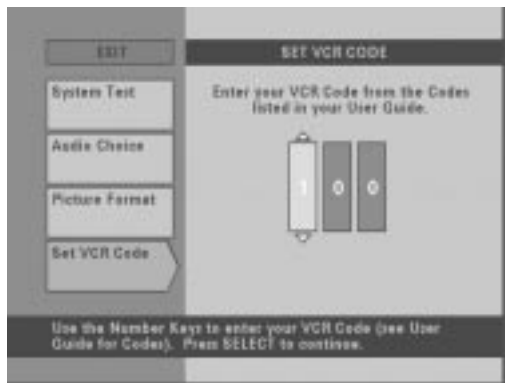 EXIT
SET VCR CODE
System Test
Audio Choice
Picture Format
Set VCR Code
Enter your VCR Code from the Codes
listed in your User Guide.
1 0 0
Use the Number Keys to enter your VCR Code (see User
Guide for Codes). Press SELECT to continue.